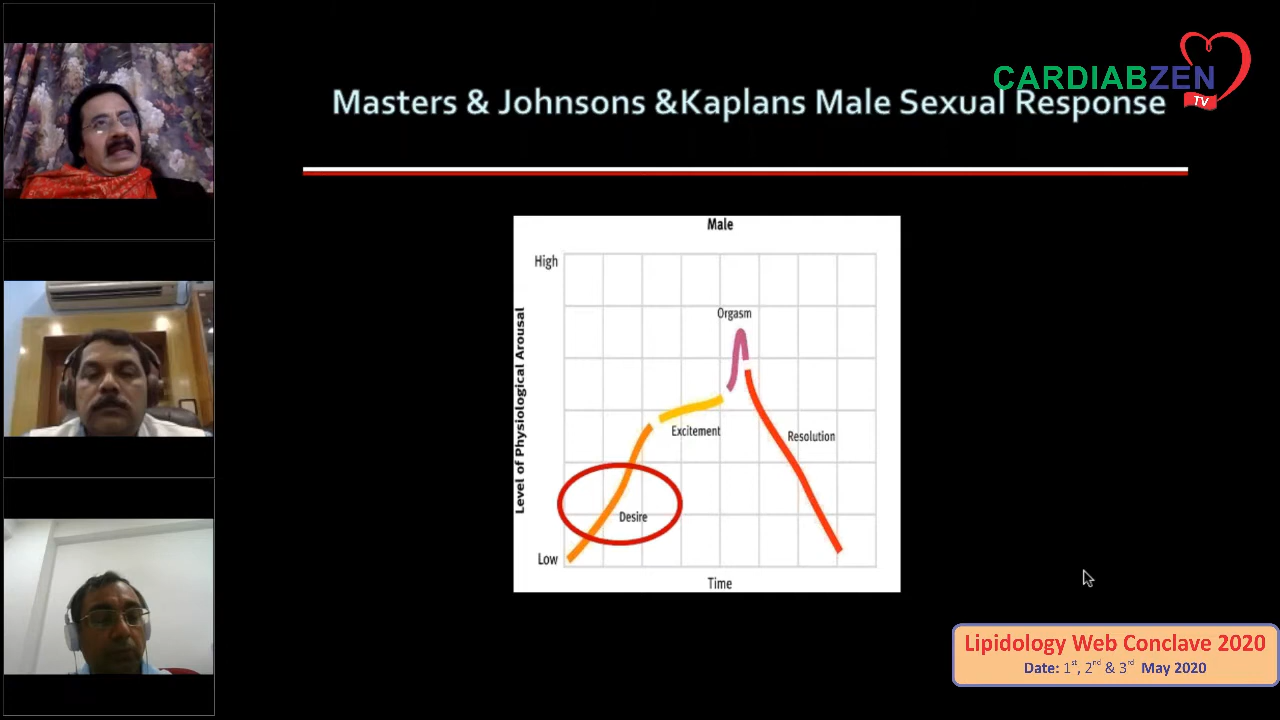 CARDIABZEN
TV
Masters & Johnsons &Kaplans Male Sexual Response
Male
High
Orgasm
Excitement
Resolution
Desire
Level of Physiological Arousal
Low
Time
Lipidology Web Conclave 2020
Date: 1st, 2nd & 3rd May 2020